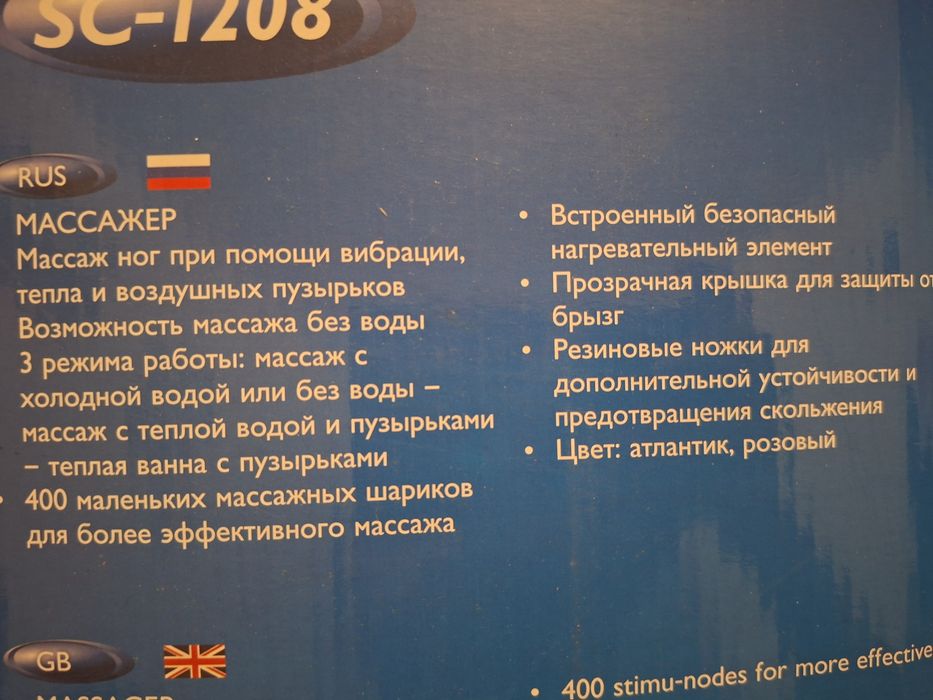 SC-1208
RUS
МАССАЖЕР
Массаж ног при помощи вибрации,
тепла и воздушных пузырьков
Возможность массажа без воды
3 режима работы: массаж с
холодной водой или без воды –
массаж с теплой водой и пузырьками
– теплая ванна с пузырьками
• 400 маленьких массажных шариков
для более эффективного массажа
• Встроенный безопасный
нагревательный элемент
• Прозрачная крышка для защиты от
брызг
• Резиновые ножки для
дополнительной устойчивости и
предотвращения скольжения
• Цвет: атлантик, розовый
GB
MASSAGER
• 400 stimu-nodes for more effective